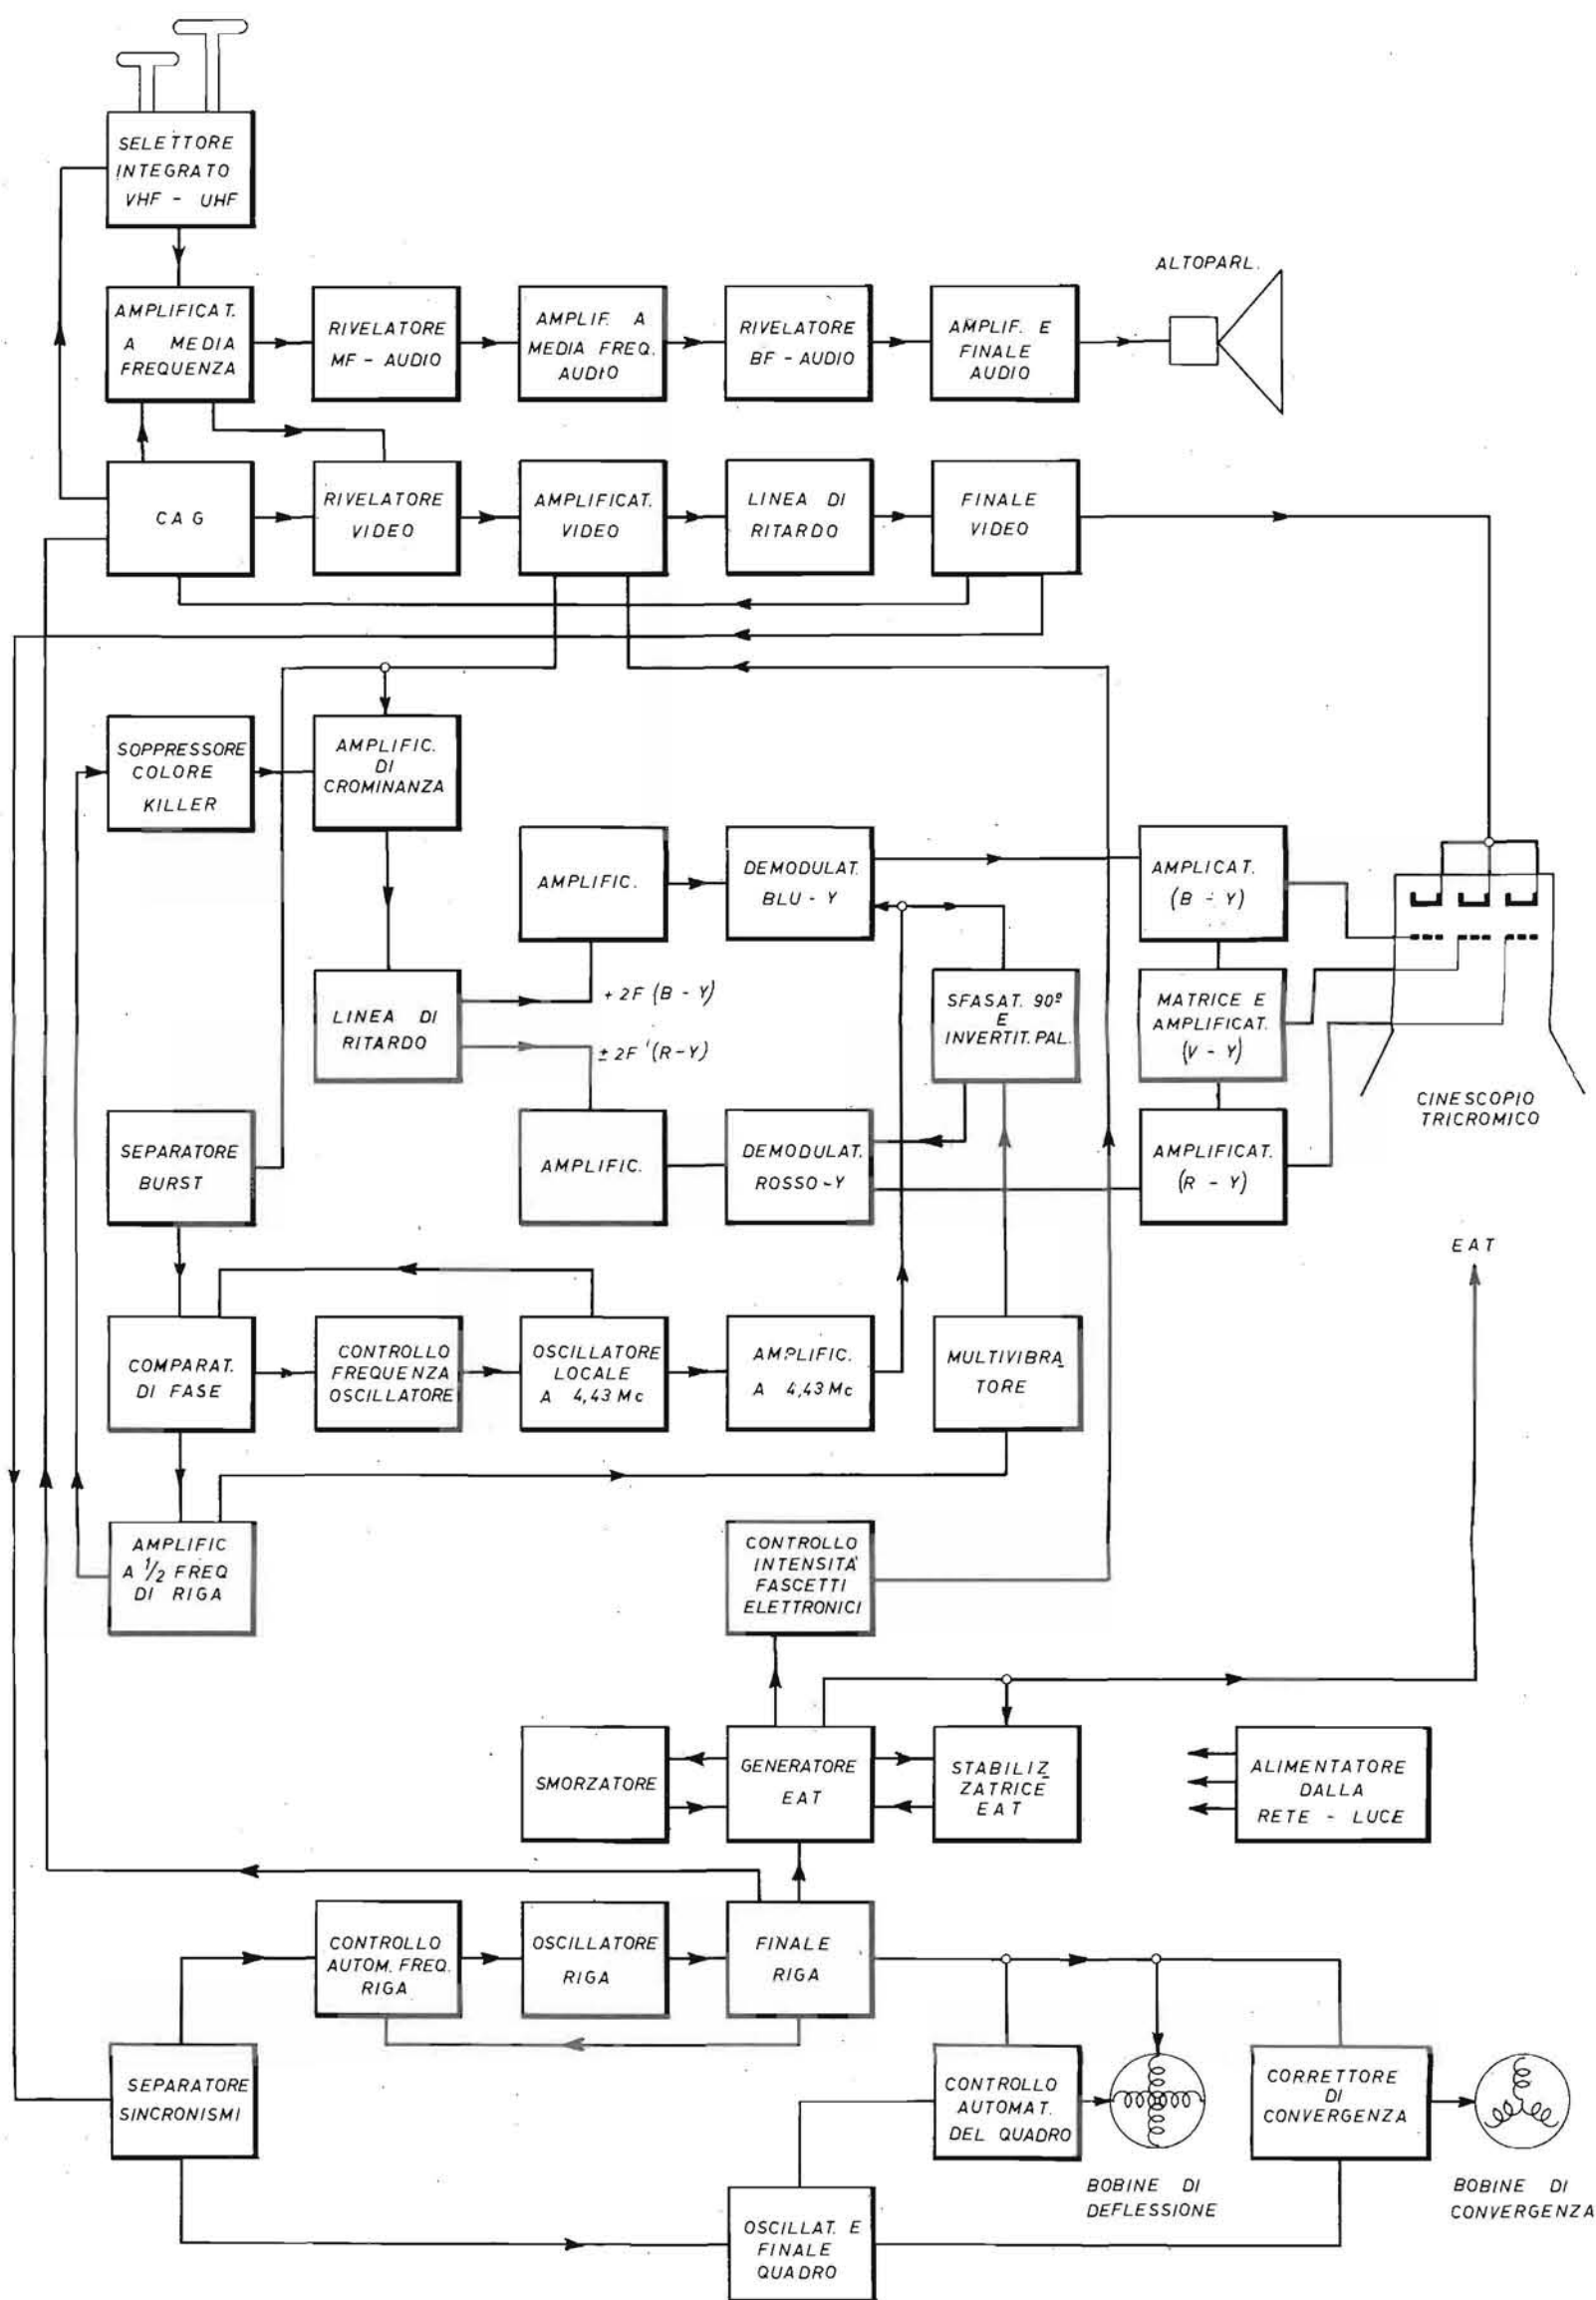 SELETTORE
INTEGRATO
VHF - UHF
ALTOPARL.
AMPLIFICAT.
A MEDIA
FREQUENZA
RIVELATORE
MF - AUDIO
AMPLIF. A
MEDIA FREQ.
AUDIO
RIVELATORE
BF - AUDIO
AMPLIF. E
FINALE
AUDIO
CAG
RIVELATORE
VIDEO
AMPLIFICAT.
VIDEO
LINEA DI
RITARDO
FINALE
VIDEO
SOPPRESSORE
COLORE
KILLER
AMPLIFIC.
DI
CROMINANZA
AMPLIFIC.
DEMODULAT.
BLU - Y
AMPLICAT.
(B - Y)
LINEA DI
RITARDO
+ 2F (B - Y)
± 2F '(R-Y)
SFASAT. 90º
E
INVERTIT. PAL.
MATRICE E
AMPLIFICAT.
(V - Y)
CINESCOPIO
TRICROMICO
SEPARATORE
BURST
AMPLIFIC.
DEMODULAT.
ROSSO - Y
AMPLIFICAT.
(R - Y)
EAT
COMPARAT.
DI FASE
CONTROLLO
FREQUENZA
OSCILLATORE
OSCILLATORE
LOCALE
A 4,43 Mc
AMPLIFIC.
A 4,43 Mc
MULTIVIBRA
TORE
AMPLIFIC
A 1/2 FREQ
DI RIGA
CONTROLLO
INTENSITÀ
FASCETTI
ELETTRONICI
SMORZATORE
GENERATORE
EAT
STABILIZ
ZATRICE
EAT
ALIMENTATORE
DALLA
RETE - LUCE
CONTROLLO
AUTOM. FREQ.
RIGA
OSCILLATORE
RIGA
FINALE
RIGA
SEPARATORE
SINCRONISMI
CONTROLLO
AUTOMAT.
DEL QUADRO
CORRETTORE
DI
CONVERGENZA
BOBINE DI
DEFLESSIONE
BOBINE DI
CONVERGENZA
OSCILLAT. E
FINALE
QUADRO